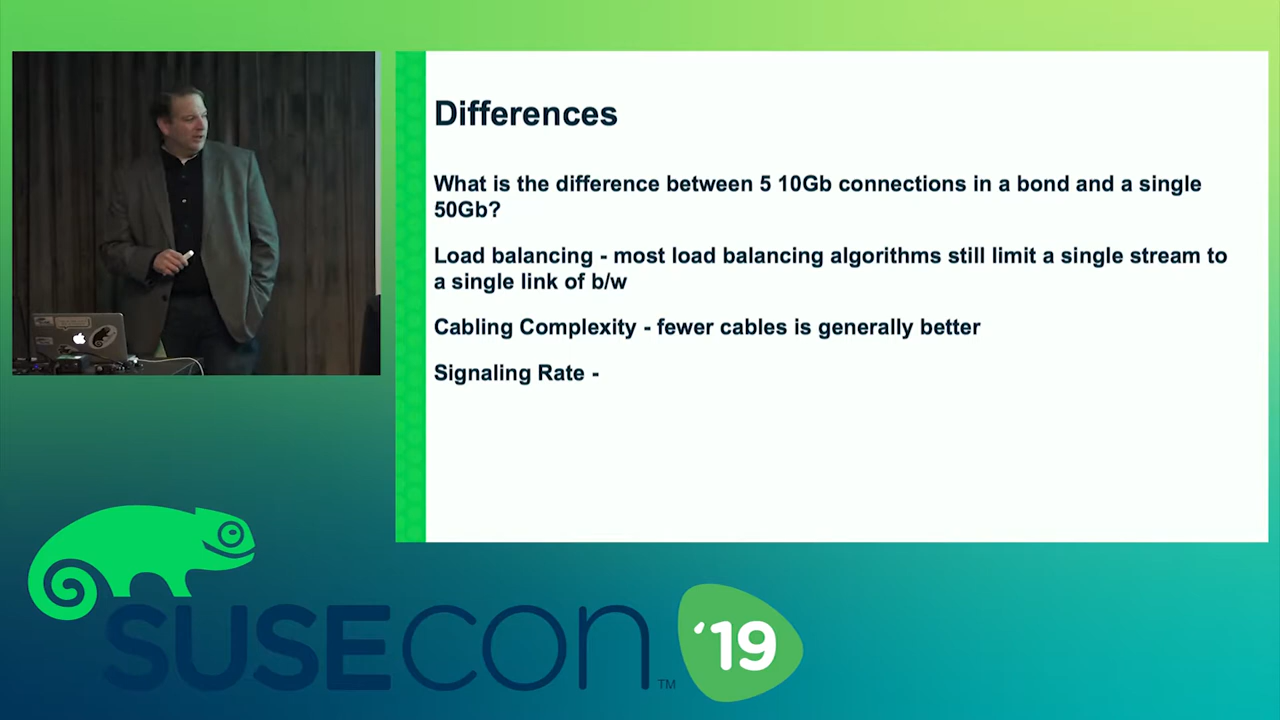 Differences
What is the difference between 5 10Gb connections in a bond and a single
50Gb?
Load balancing - most load balancing algorithms still limit a single stream to
a single link of b/w
Cabling Complexity - fewer cables is generally better
Signaling Rate -
SUSECON ™
‘19